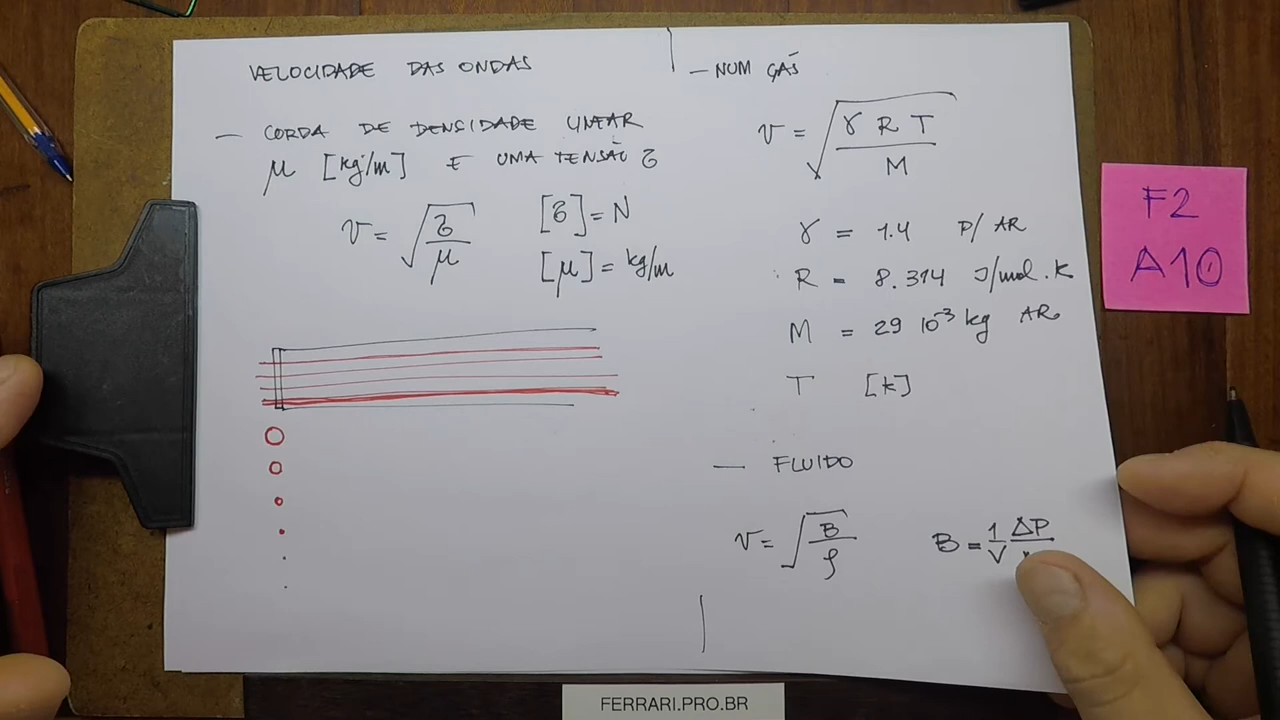 VELOCIDADE DAS ONDAS
— CORDA DE DENSIDADE LINEAR
μ [kg/m] E UMA TENSÃO σ
v = √(σ/μ) [σ] = N
[μ] = kg/m
— NUM GÁS
v = √(γ R T / M)
γ = 1.4 P/ AR
R = 8.314 J/mol.K
M = 29 10⁻³ kg AR
T [K]
— FLUIDO
v = √(B/ρ) B = 1/V ΔP
F2
A10
FERRARI.PRO.BR